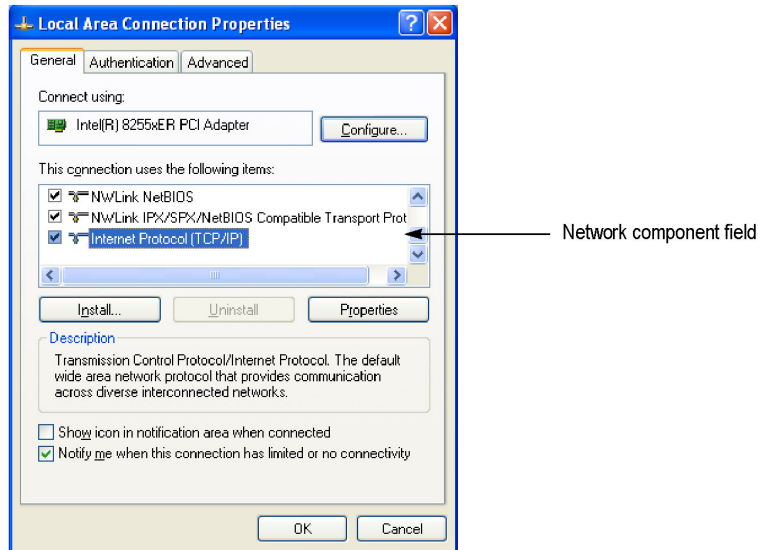 Local Area Connection Properties
General Authentication Advanced
Connect using:
Intel(R) 8255xER PCI Adapter
Configure...
This connection uses the following items:
NWLink NetBIOS
NWLink IPX/SPX/NetBIOS Compatible Transport Prot
Internet Protocol (TCP/IP)
Network component field
Install... Uninstall Properties
Description
Transmission Control Protocol/Internet Protocol. The default
wide area network protocol that provides communication
across diverse interconnected networks.
Show icon in notification area when connected
Notify me when this connection has limited or no connectivity
OK Cancel